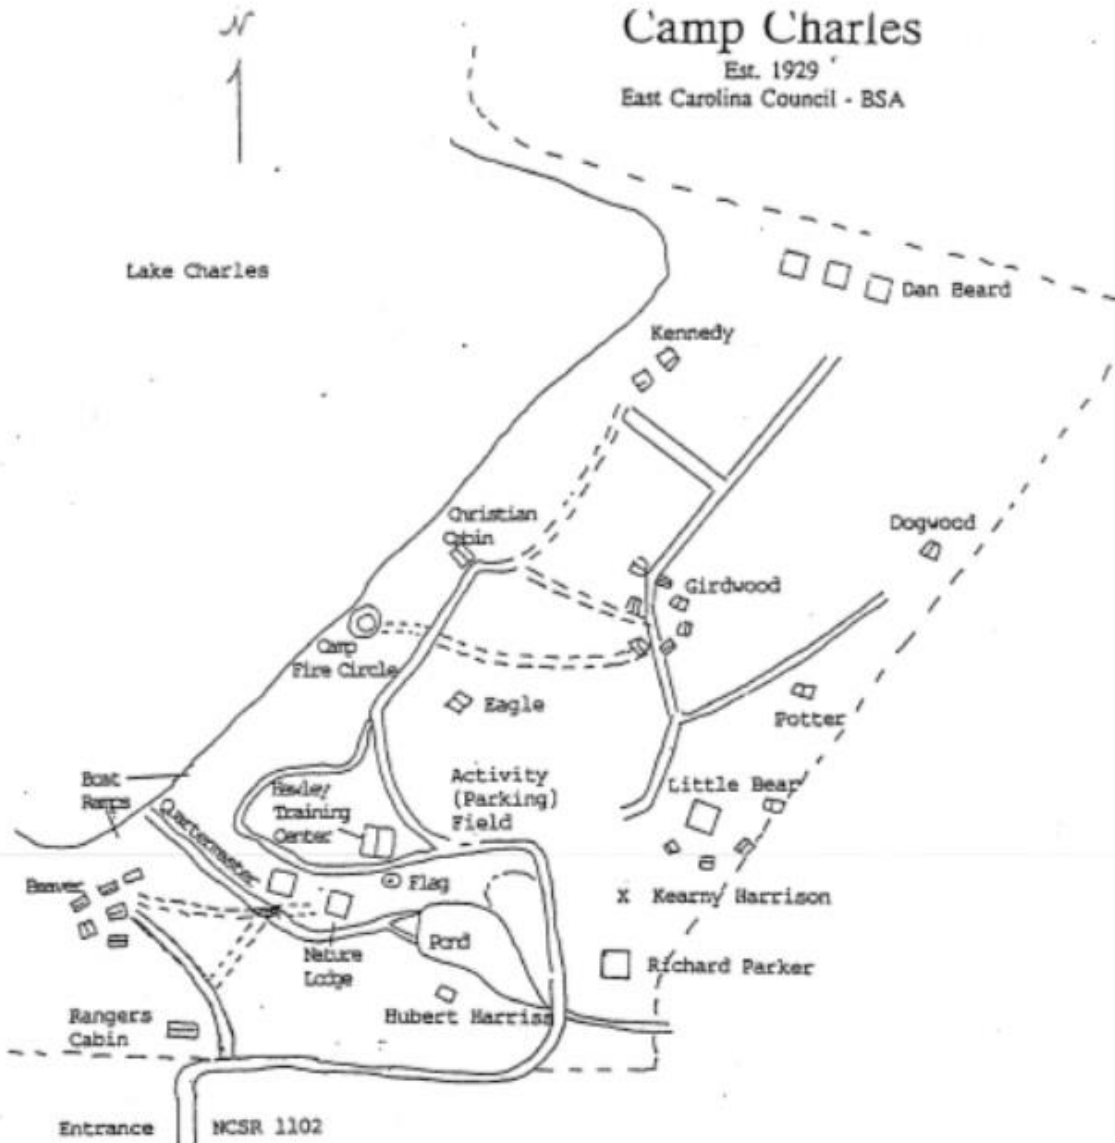 N
Camp Charles
Est. 1929
East Carolina Council - BSA
Lake Charles
Dan Beard
Kennedy
Christian
Cabin
Dogwood
Girdwood
Camp
Fire Circle
Eagle
Potter
Boat
Ramps
Hawley
Training
Center
Activity
(Parking)
Field
Little Bear
Quartermaster
Beaver
Flag
X Kearny Harrison
Nature
Lodge
Pond
Richard Parker
Rangers
Cabin
Hubert Harriss
Entrance
NCSR 1102